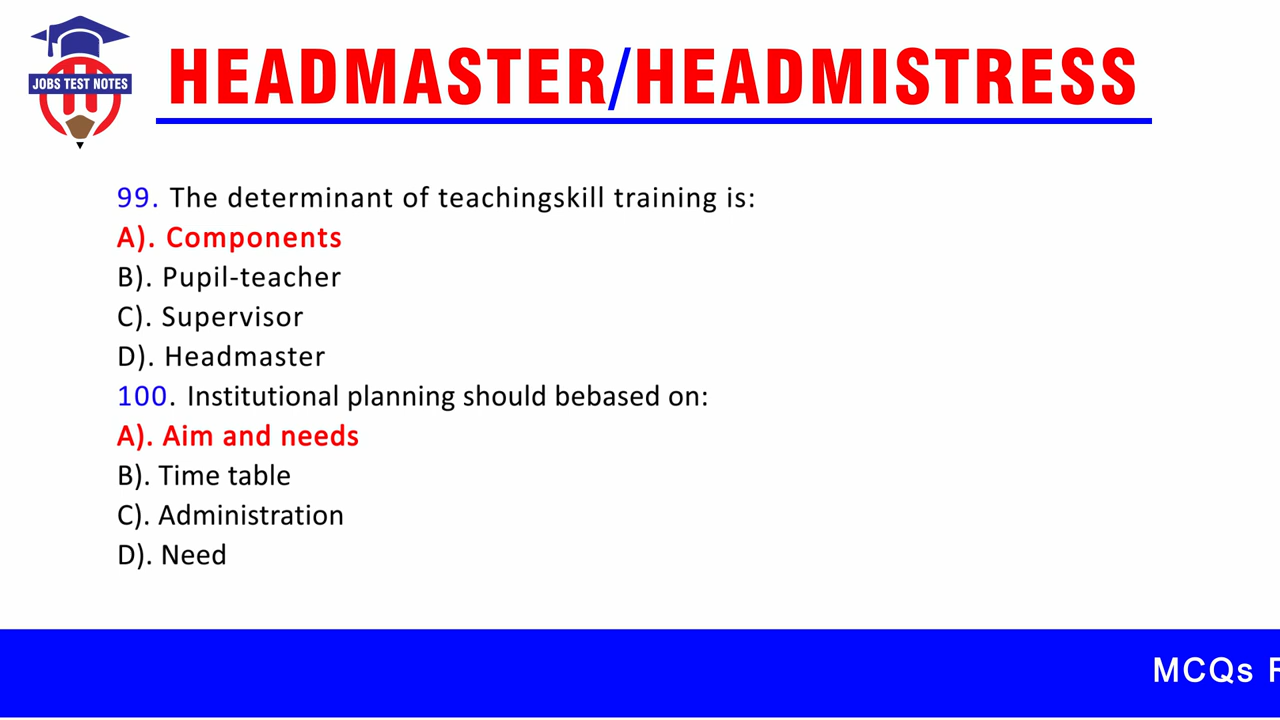 JOBS TEST NOTES
HEADMASTER/HEADMISTRESS
99. The determinant of teachingskill training is:
A). Components
B). Pupil-teacher
C). Supervisor
D). Headmaster
100. Institutional planning should bebased on:
A). Aim and needs
B). Time table
C). Administration
D). Need
MCQs